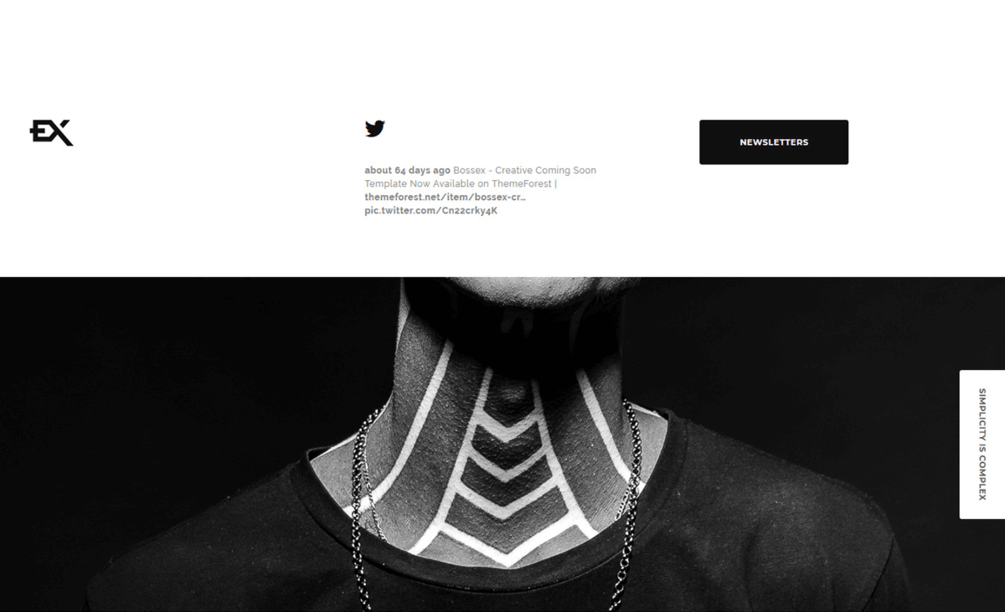 EX
about 64 days ago Bossex - Creative Coming Soon
Template Now Available on ThemeForest |
themeforest.net/item/bossex-cr…
pic.twitter.com/Cn22crky4K
NEWSLETTERS
SIMPLICITY IS COMPLEX